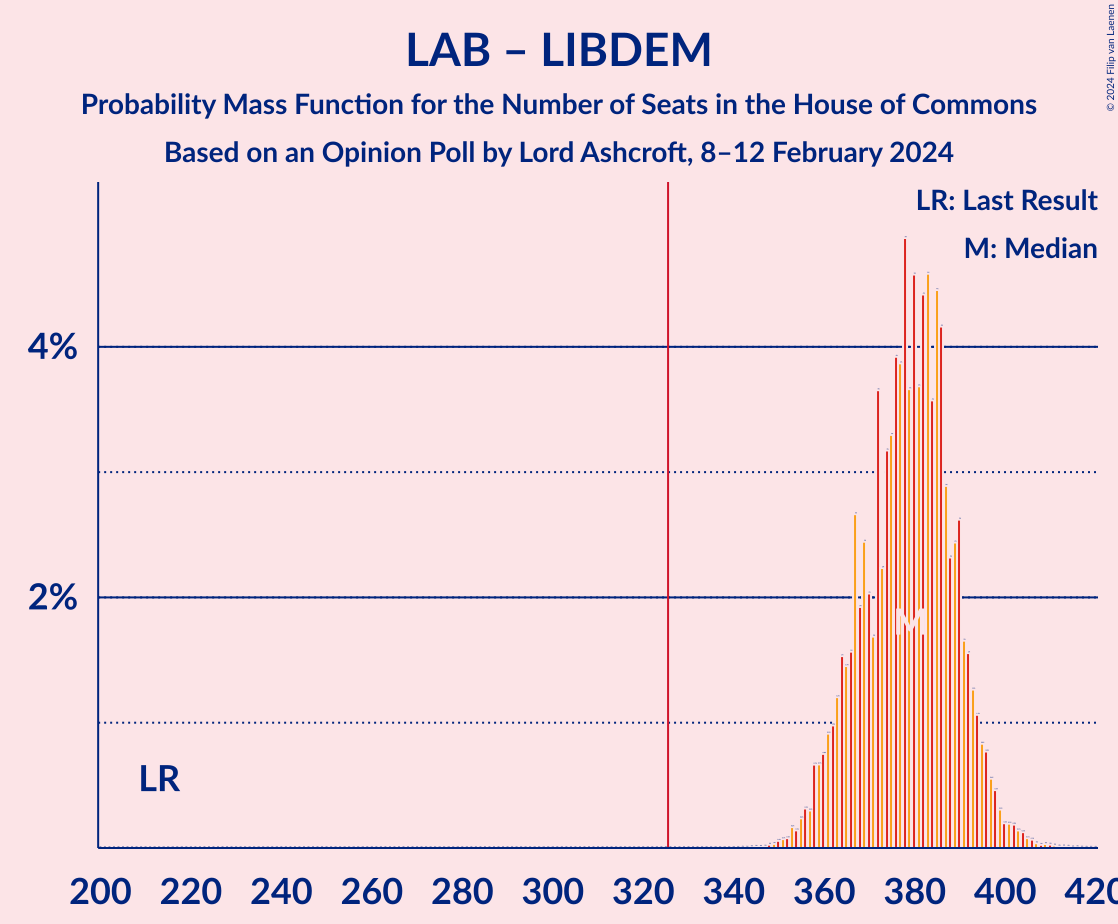 LAB – LIBDEM
Probability Mass Function for the Number of Seats in the House of Commons
Based on an Opinion Poll by Lord Ashcroft, 8–12 February 2024
© 2024 Filip van Laenen
LR: Last Result
M: Median
4%
2%
M
LR
200 220 240 260 280 300 320 340 360 380 400 420